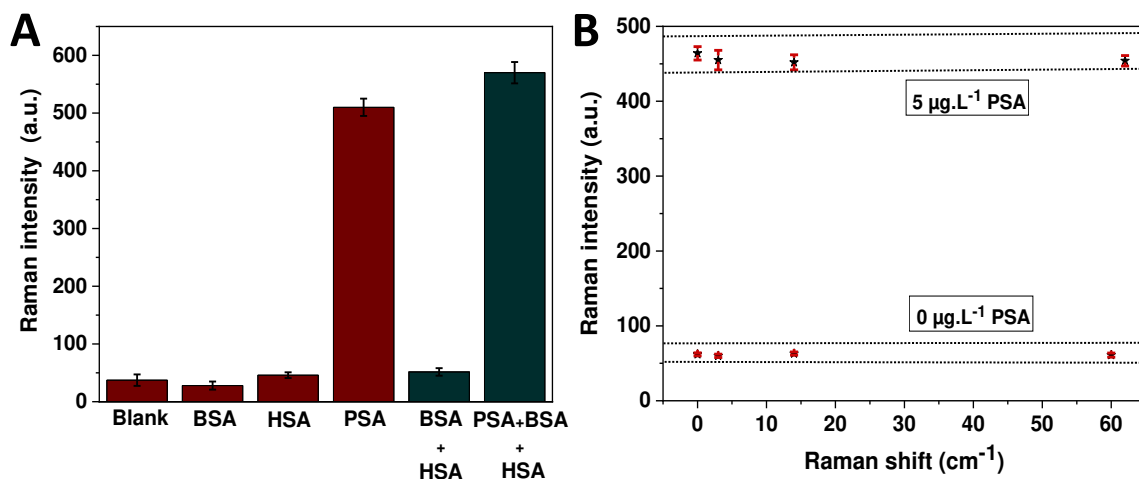 A
Raman intensity (a.u.)
600
500
400
300
200
100
0
Blank
BSA
HSA
PSA
BSA
+
HSA
PSA+BSA
+
HSA
B
Raman intensity (a.u.)
500
400
300
200
100
0
5 µg.L⁻¹ PSA
0 µg.L⁻¹ PSA
0 10 20 30 40 50 60
Raman shift (cm⁻¹)